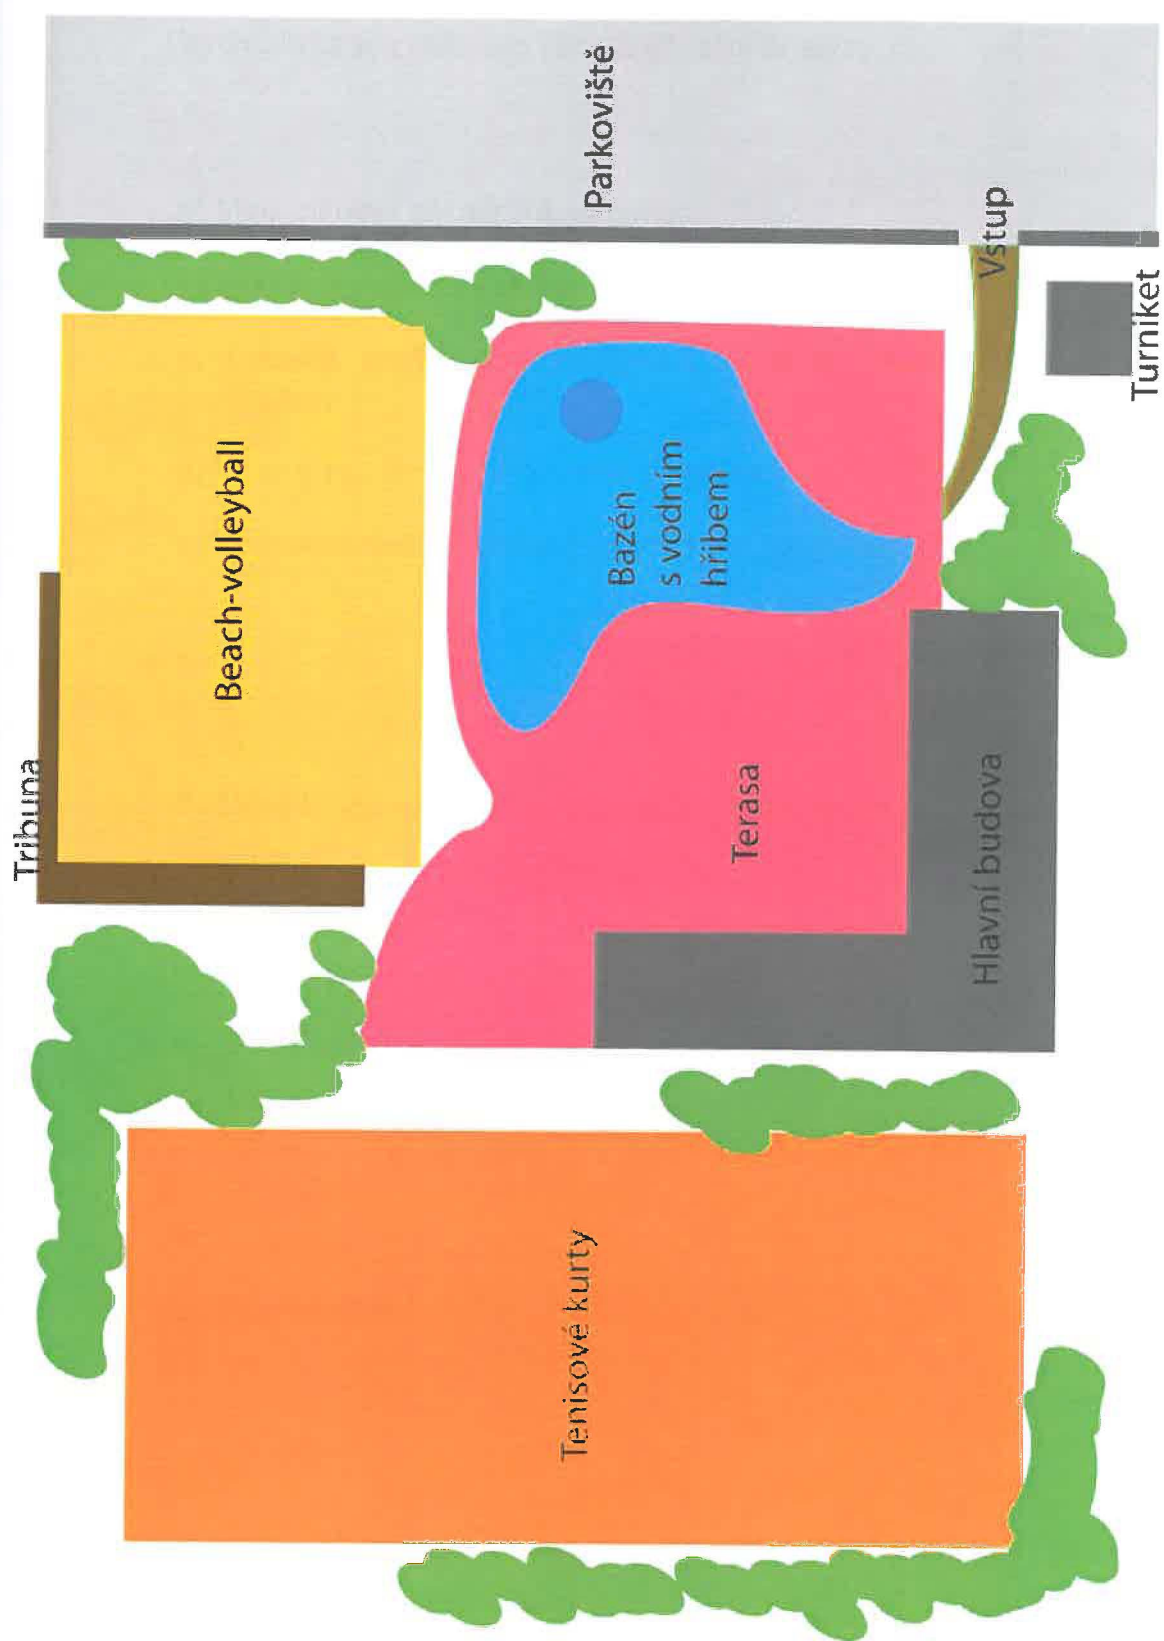 Tribuna
Beach-volleyball
Parkoviště
Bazén
s vodním
hřibem
Terasa
Tenisové kurty
Hlavní budova
Vstup
Turniket